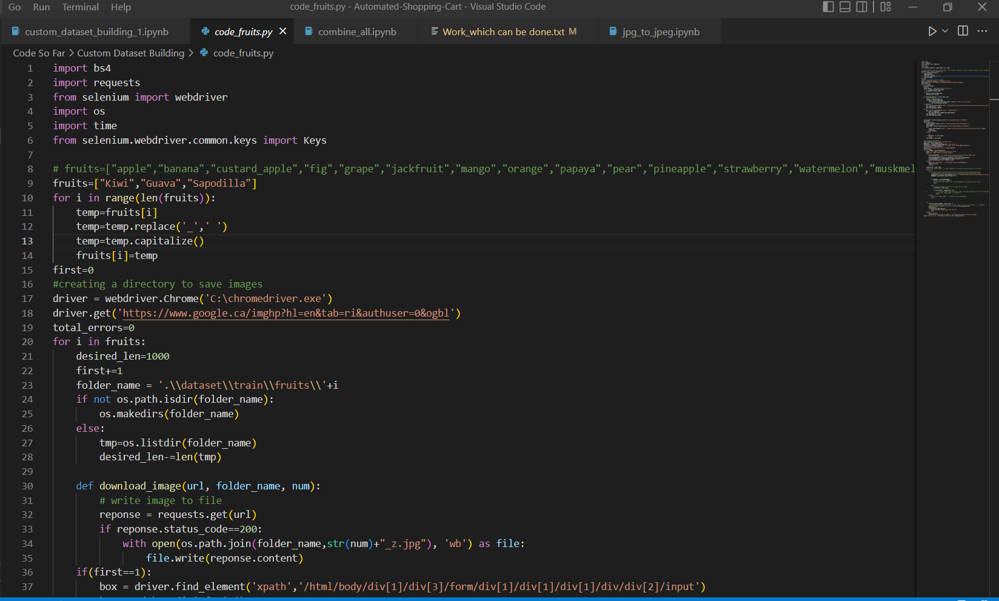 Go Run Terminal Help code_fruits.py - Automated-Shopping-Cart - Visual Studio Code
custom_dataset_building_1.ipynb code_fruits.py combine_all.ipynb Work_which can be done.txt M jpg_to_jpeg.ipynb
Code So Far > Custom Dataset Building > code_fruits.py
1 import bs4
2 import requests
3 from selenium import webdriver
4 import os
5 import time
6 from selenium.webdriver.common.keys import Keys
7
8 # fruits=["apple","banana","custard_apple","fig","grape","jackfruit","mango","orange","papaya","pear","pineapple","strawberry","watermelon","muskmel
9 fruits=["Kiwi","Guava","Sapodilla"]
10 for i in range(len(fruits)):
11     temp=fruits[i]
12     temp=temp.replace('_',' ')
13     temp=temp.capitalize()
14     fruits[i]=temp
15 first=0
16 #creating a directory to save images
17 driver = webdriver.Chrome('C:\chromedriver.exe')
18 driver.get('https://www.google.ca/imghp?hl=en&tab=ri&authuser=0&ogbl')
19 total_errors=0
20 for i in fruits:
21     desired_len=1000
22     first+=1
23     folder_name = '.\\dataset\\train\\fruits\\'+i
24     if not os.path.isdir(folder_name):
25         os.makedirs(folder_name)
26     else:
27         tmp=os.listdir(folder_name)
28         desired_len-=len(tmp)
29
30     def download_image(url, folder_name, num):
31         # write image to file
32         reponse = requests.get(url)
33         if reponse.status_code==200:
34             with open(os.path.join(folder_name,str(num)+"_z.jpg"), 'wb') as file:
35                 file.write(reponse.content)
36     if(first==1):
37         box = driver.find_element('xpath','/html/body/div[1]/div[3]/form/div[1]/div[1]/div[1]/div/div[2]/input')